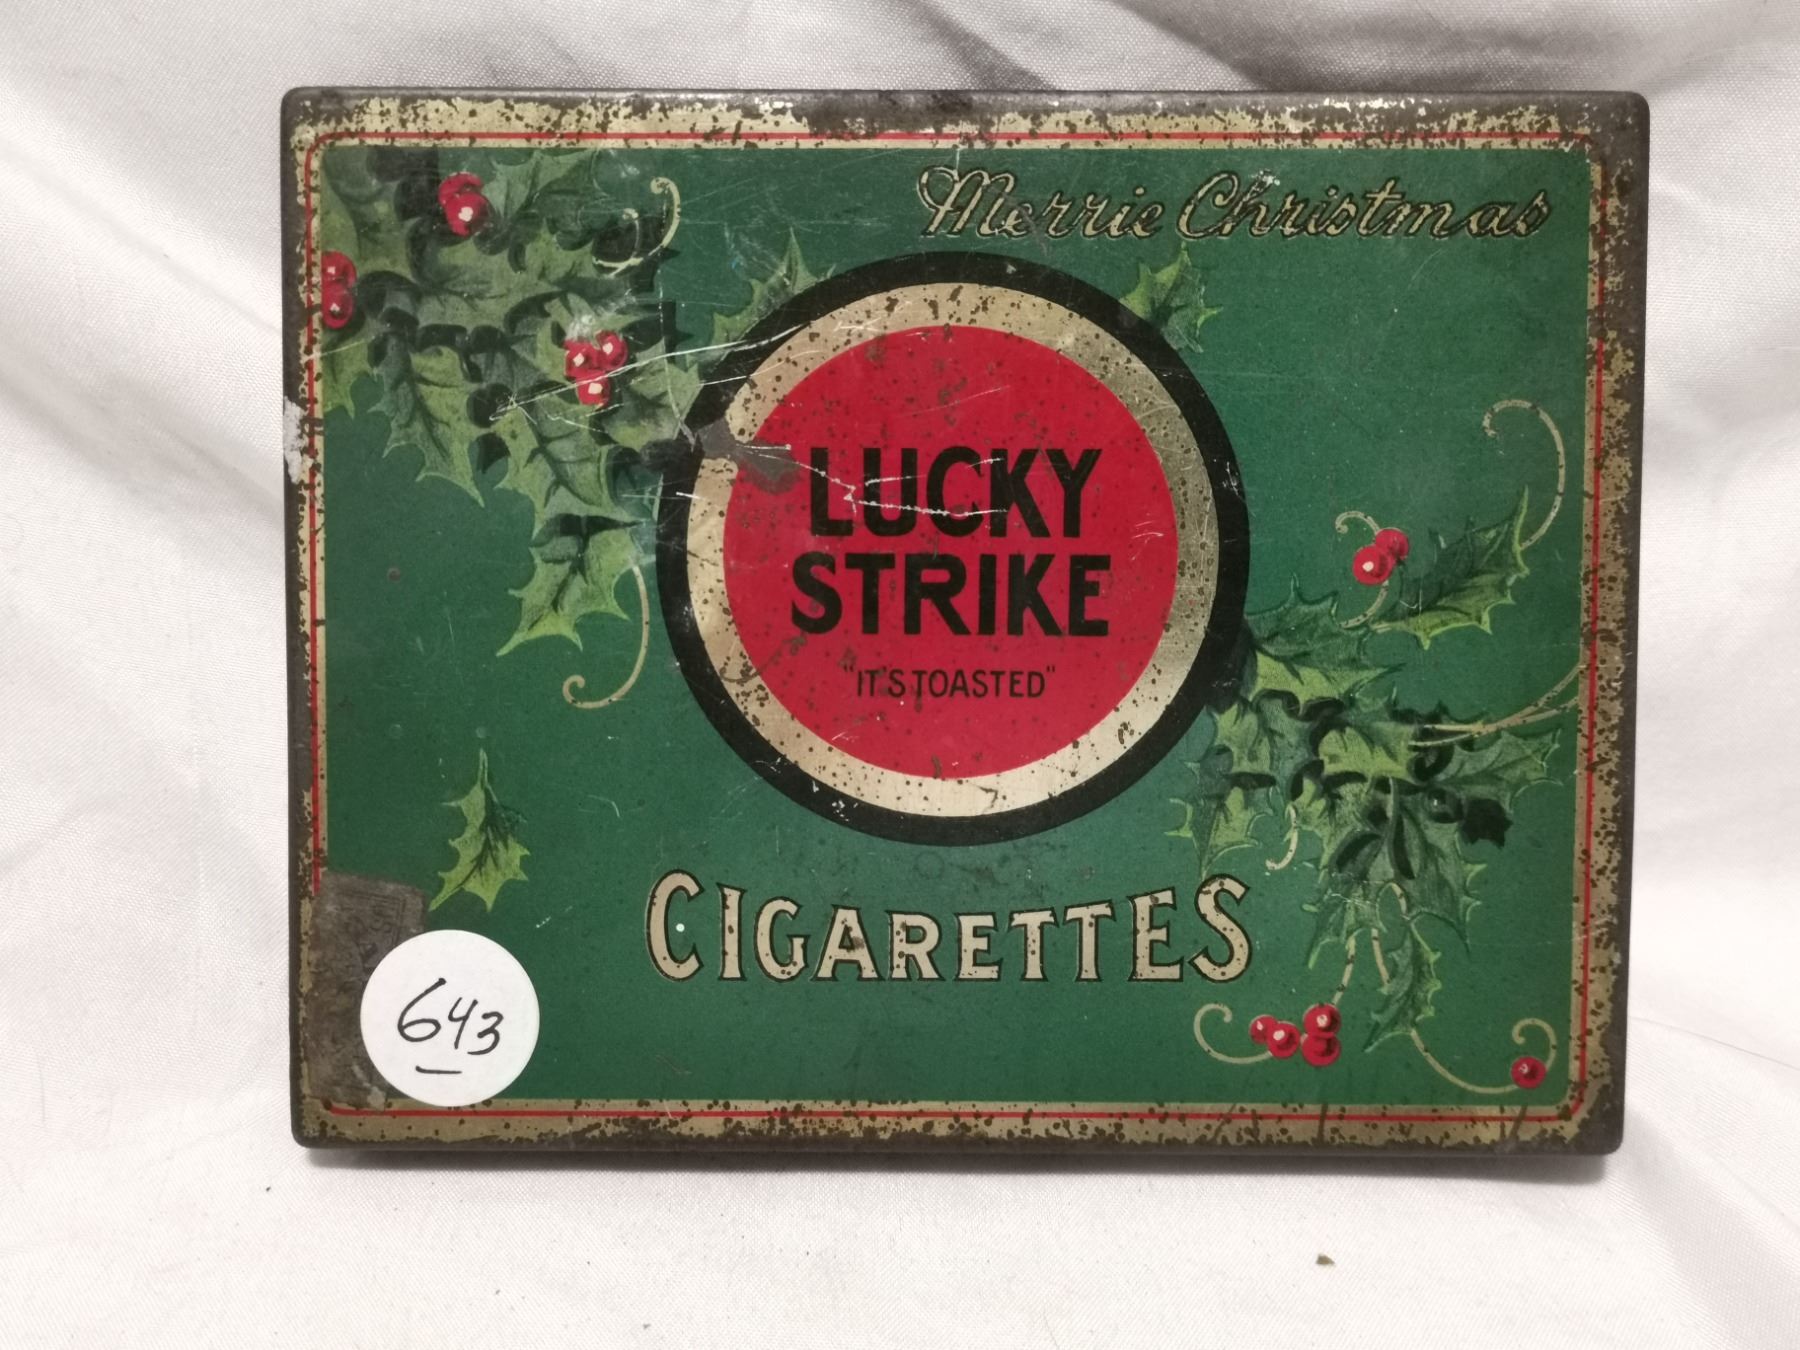 Merrie Christmas
LUCKY
STRIKE
"IT'S TOASTED"
CIGARETTES
643